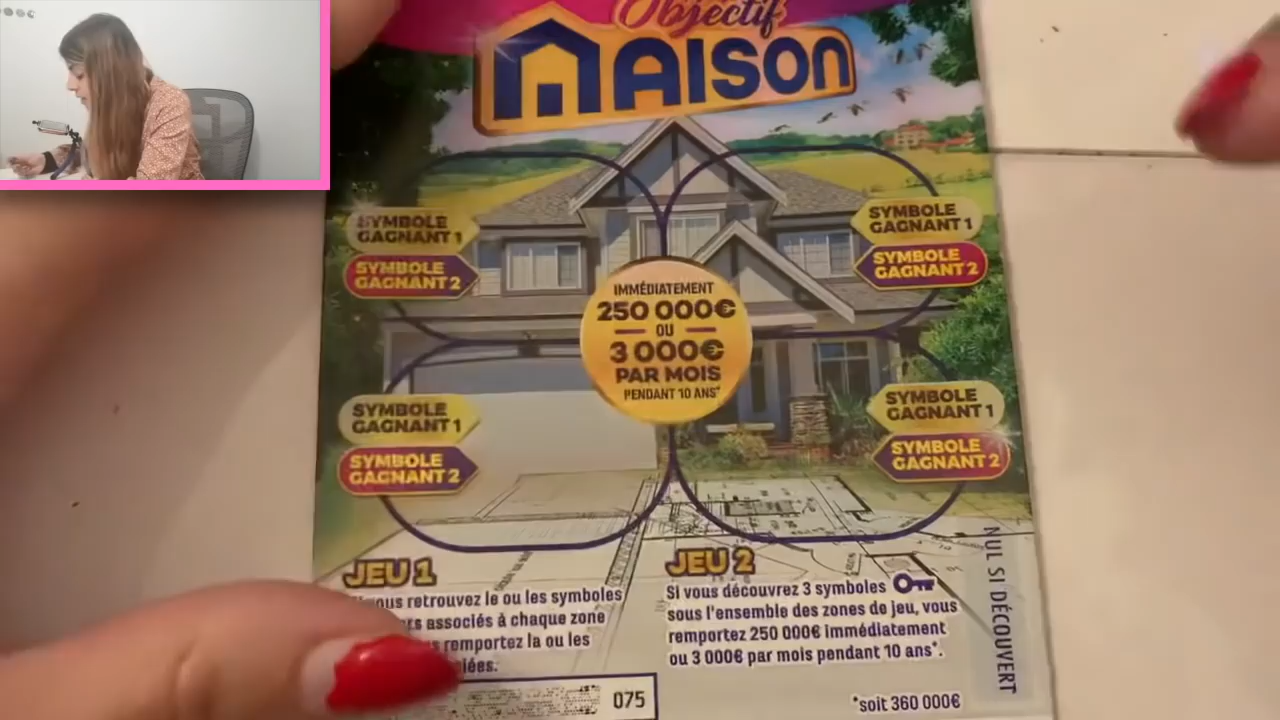 Objectif
MAISON
SYMBOLE
GAGNANT 1
SYMBOLE
GAGNANT 2
SYMBOLE
GAGNANT 1
SYMBOLE
GAGNANT 2
IMMÉDIATEMENT
250 000€
OU
3 000€
PAR MOIS
PENDANT 10 ANS*
SYMBOLE
GAGNANT 1
SYMBOLE
GAGNANT 2
SYMBOLE
GAGNANT 1
SYMBOLE
GAGNANT 2
JEU 1
vous retrouvez le ou les symboles
associés à chaque zone
remportez la ou les
JEU 2
Si vous découvrez 3 symboles
sous l'ensemble des zones de jeu, vous
remportez 250 000€ immédiatement
ou 3 000€ par mois pendant 10 ans*.
*soit 360 000€
075
NUL SI DÉCOUVERT